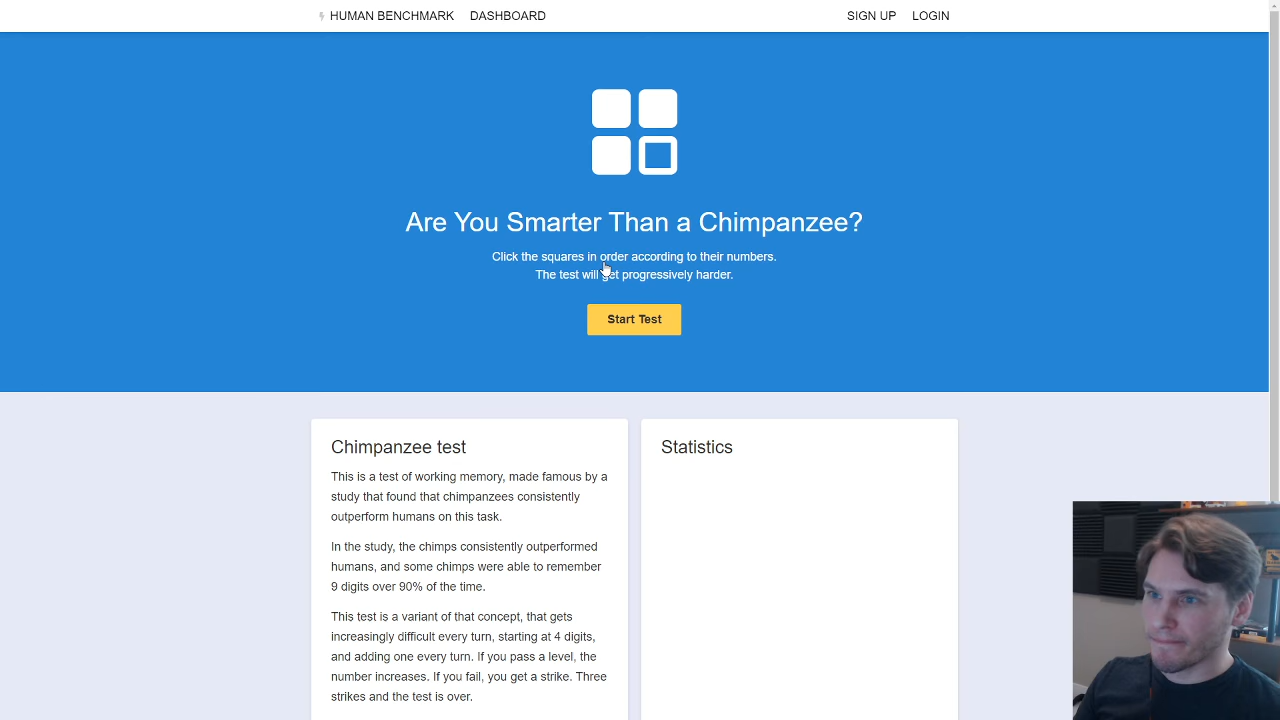 HUMAN BENCHMARK DASHBOARD SIGN UP LOGIN
Are You Smarter Than a Chimpanzee?
Click the squares in order according to their numbers.
The test will get progressively harder.
Start Test
Chimpanzee test
This is a test of working memory, made famous by a
study that found that chimpanzees consistently
outperform humans on this task.
In the study, the chimps consistently outperformed
humans, and some chimps were able to remember
9 digits over 90% of the time.
This test is a variant of that concept, that gets
increasingly difficult every turn, starting at 4 digits,
and adding one every turn. If you pass a level, the
number increases. If you fail, you get a strike. Three
strikes and the test is over.
Statistics